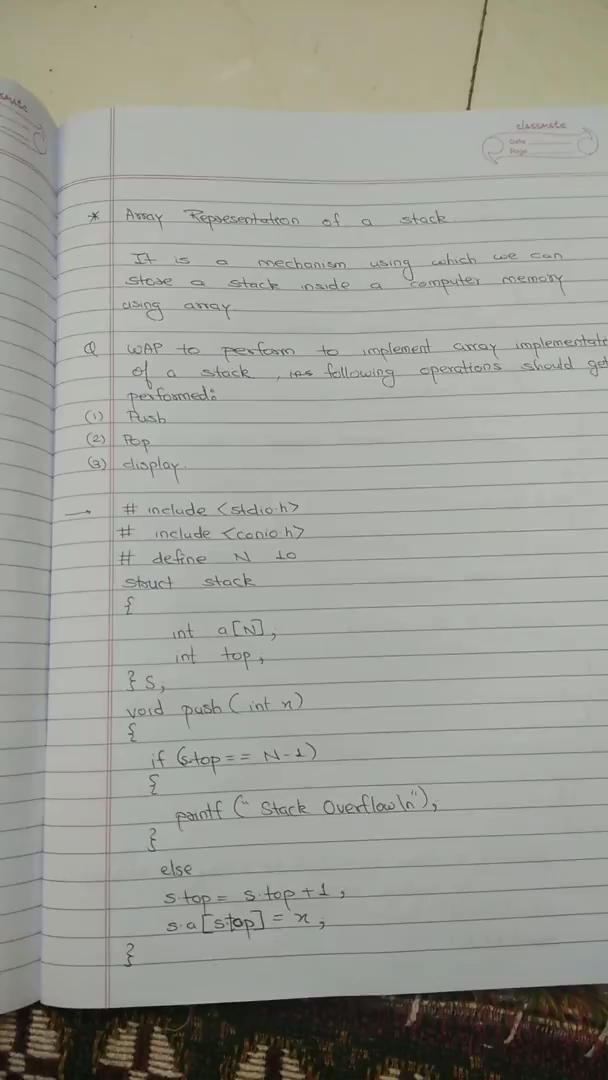 classmate
Date
Page
* Array Representation of a stack
It is a mechanism using which we can
store a stack inside a computer memory
using array
Q WAP to perform to implement array implementat
of a stack, following operations should get
performed:
(1) Push
(2) Pop
(3) display.
→ # include <stdio.h>
# include <conio.h>
# define N 10
struct stack
{
int a[N];
int top;
} s;
void push (int x)
{
if (s.top == N-1)
{
printf (" Stack Overflow\n");
}
else
s.top = s.top + 1;
s.a[s.top] = x;
}